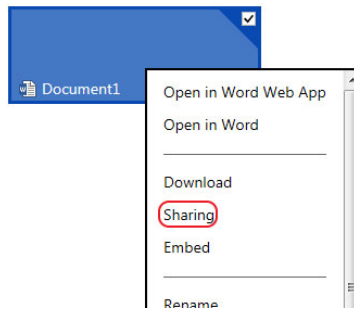 Document1
Open in Word Web App
Open in Word
Download
Sharing
Embed
Rename